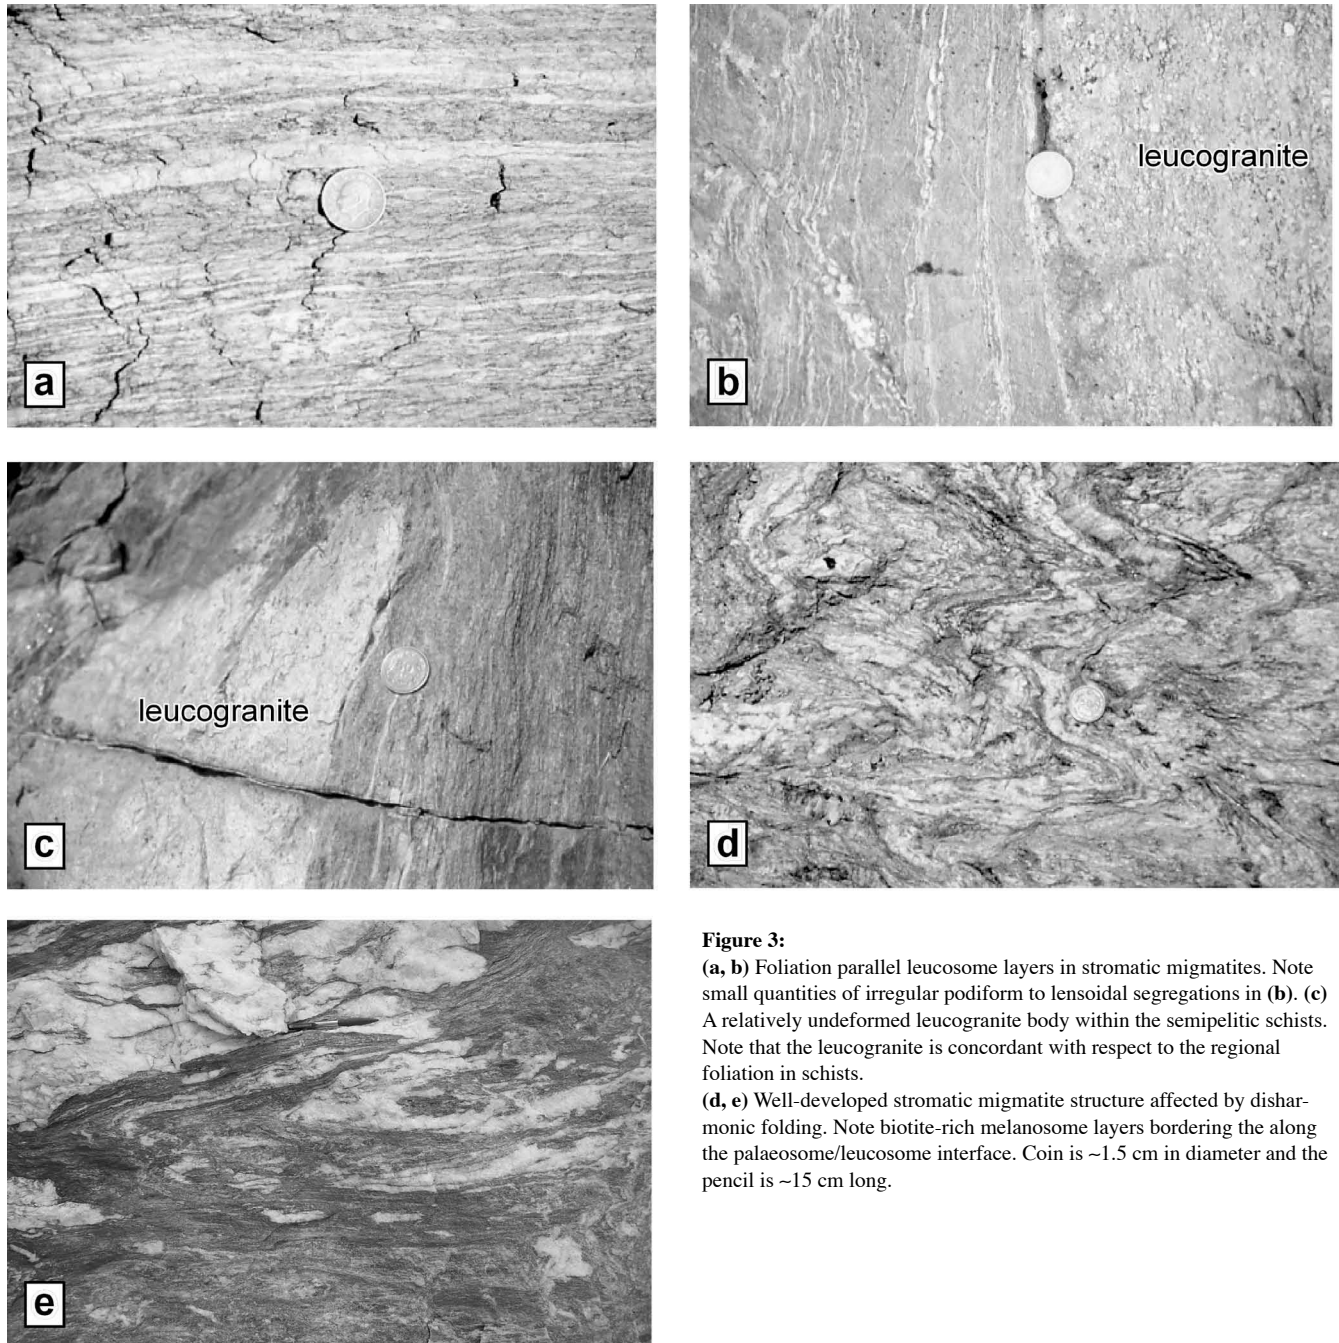 a
leucogranite
b
leucogranite
c
d
e
Figure 3:
(a, b) Foliation parallel leucosome layers in stromatic migmatites. Note
small quantities of irregular podiform to lensoidal segregations in (b). (c)
A relatively undeformed leucogranite body within the semipelitic schists.
Note that the leucogranite is concordant with respect to the regional
foliation in schists.
(d, e) Well-developed stromatic migmatite structure affected by dishar-
monic folding. Note biotite-rich melanosome layers bordering the along
the palaeosome/leucosome interface. Coin is ~1.5 cm in diameter and the
pencil is ~15 cm long.